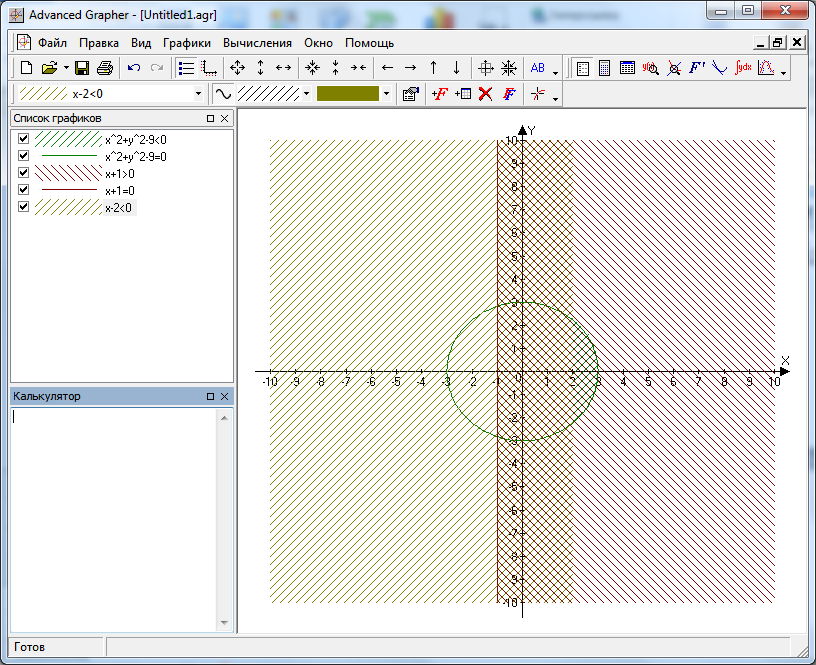 Advanced Grapher - [Untitled1.agr]
Файл Правка Вид Графики Вычисления Окно Помощь
AB F' ∫ydx
x-2<0 +F F
Список графиков
x^2+y^2-9<0
x^2+y^2-9=0
x+1>0
x+1=0
x-2<0
Калькулятор
Y
10
9
8
7
6
5
4
3
2
1
X
-10 -9 -8 -7 -6 -5 -4 -3 -2 -1 0 1 2 3 4 5 6 7 8 9 10
-1
-2
-3
-4
-5
-6
-7
-8
-9
-10
Готов